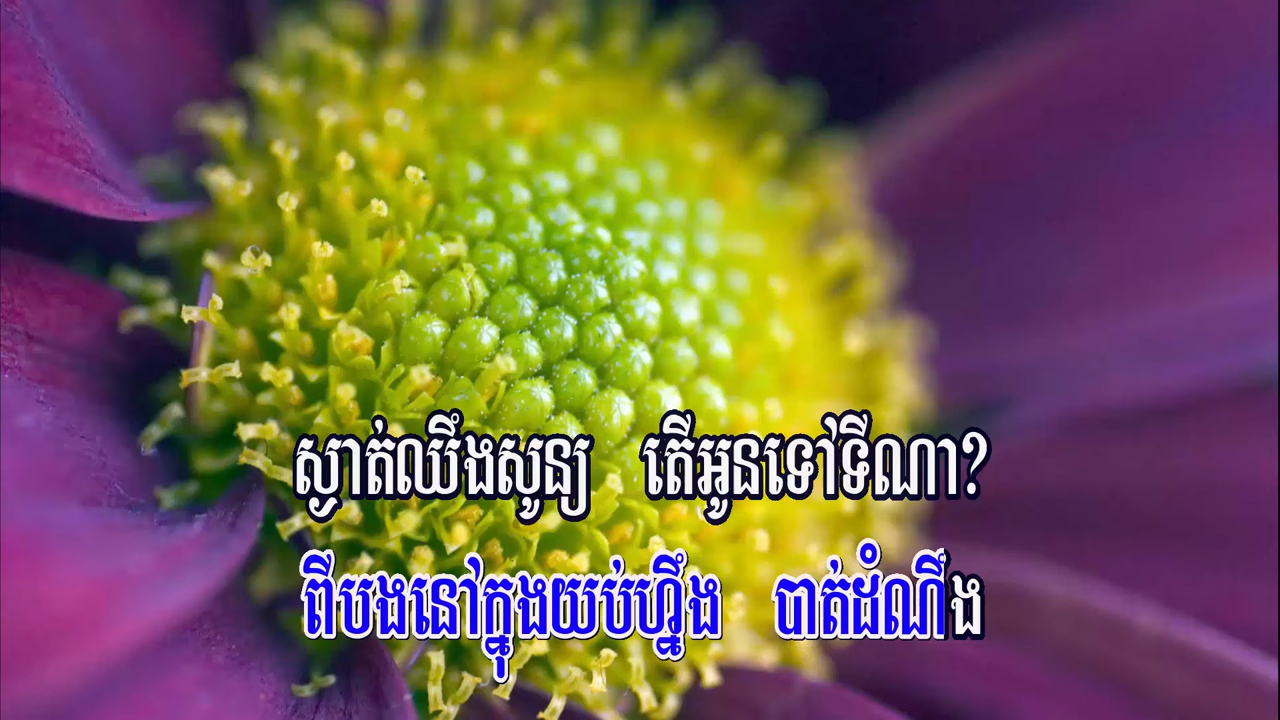 ស្ងាត់ឈឹងសូន្យ តើអូនទៅទីណា?
ពីបងនៅក្នុងយប់ហ្នឹង បាត់ដំណឹង